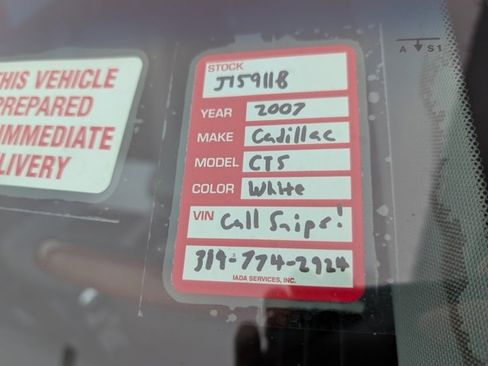 THIS VEHICLE
PREPARED
IMMEDIATE
LIVERY
STOCK
J159118
YEAR 2007
MAKE Cadillac
MODEL CTS
COLOR White
VIN Call Snips!
319-774-2924
IADA SERVICES, INC.
A S1